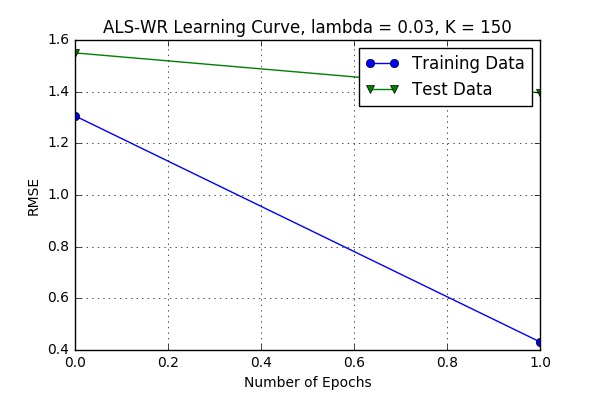 ALS-WR Learning Curve, lambda = 0.03, K = 150
1.6
1.4
1.2
1.0
0.8
0.6
0.4
RMSE
Training Data
Test Data
0.0 0.2 0.4 0.6 0.8 1.0
Number of Epochs